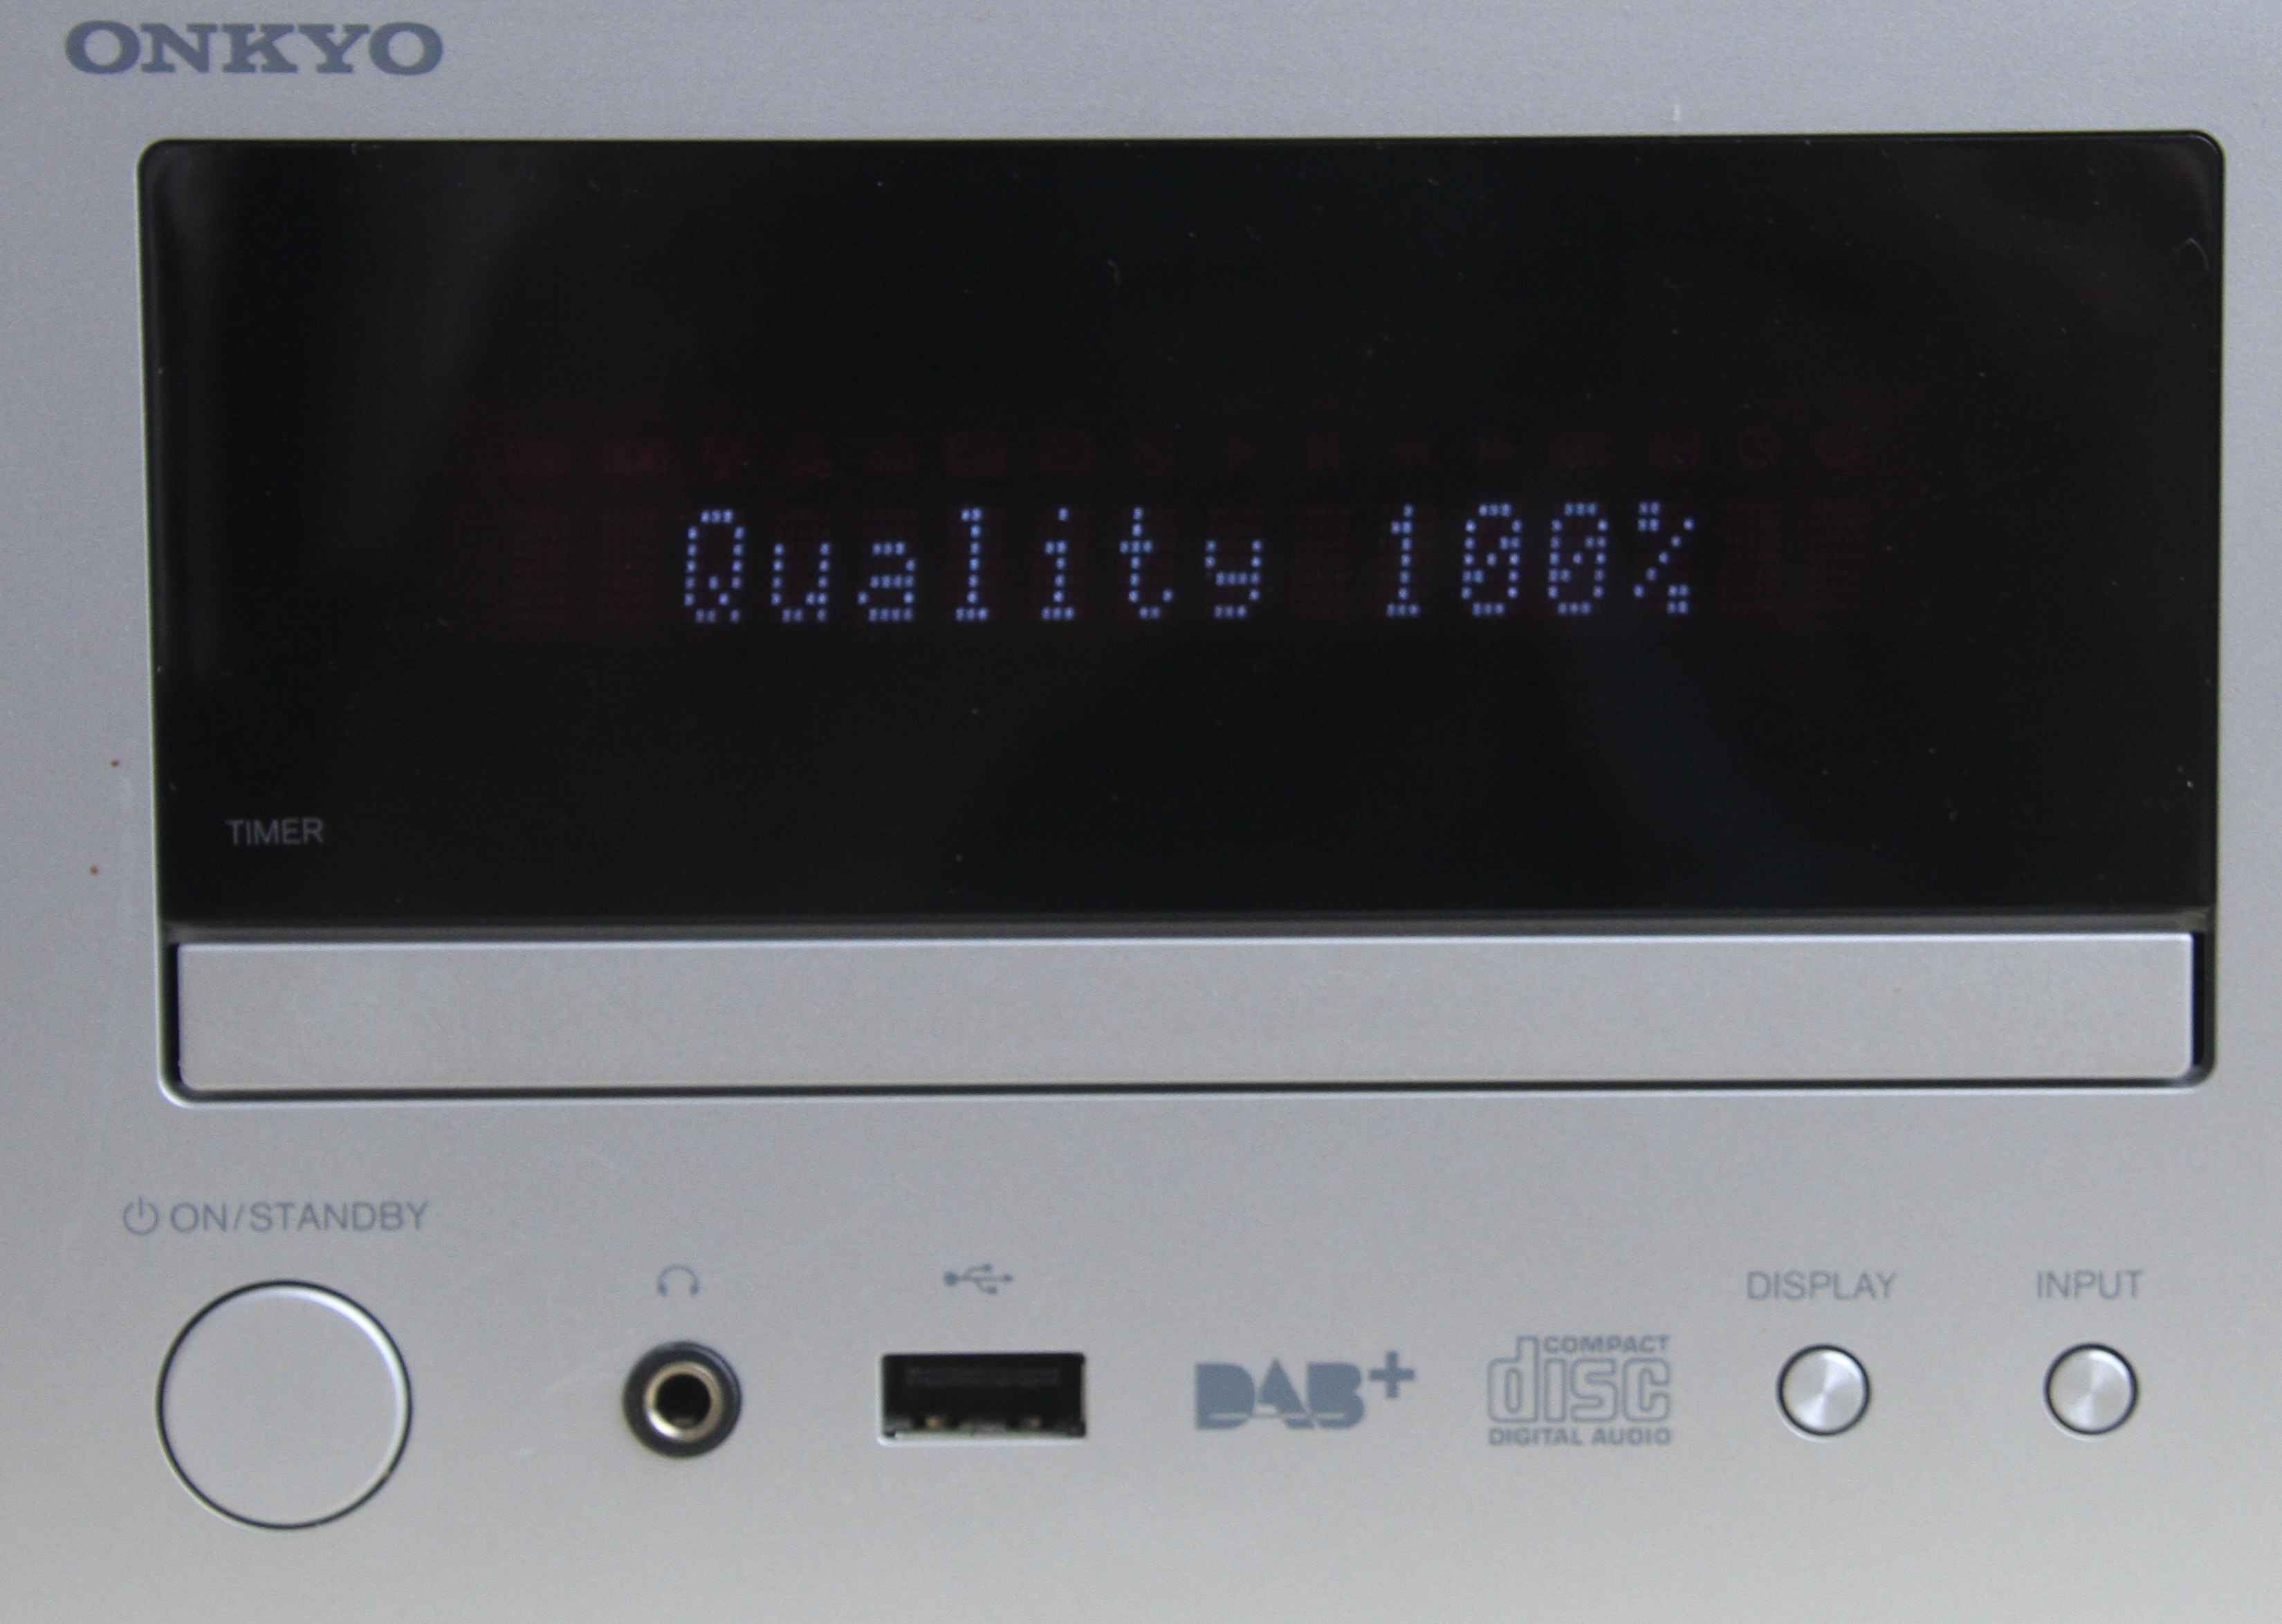 ONKYO
Quality 100%
TIMER
ON/STANDBY
DISPLAY
INPUT
DAB+
COMPACT
disc
DIGITAL AUDIO